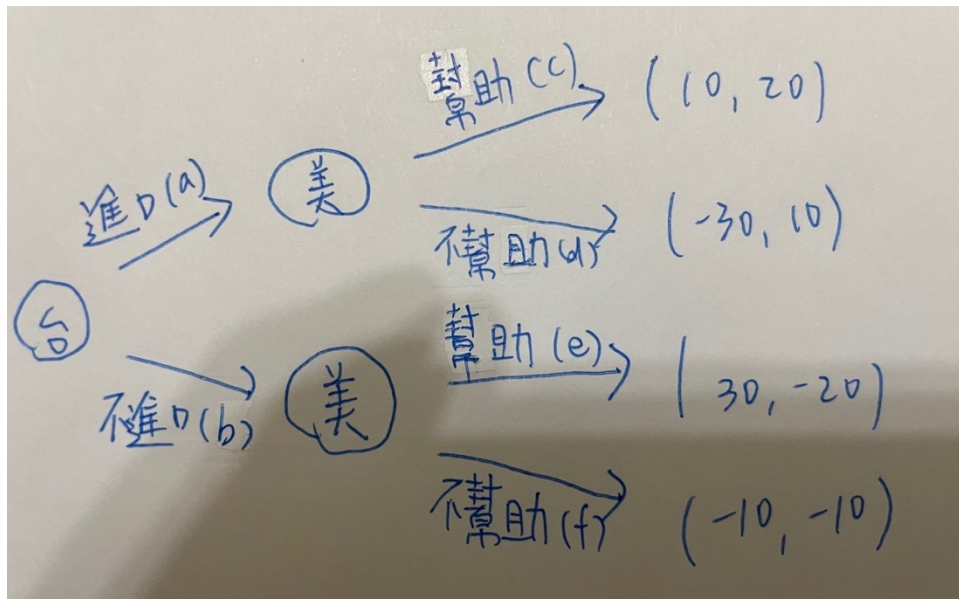 幫助(c)
(10, 20)
進口(a)
美
不幫助(d)
(-30, 10)
台
幫助(e)
(30, -20)
不進口(b)
美
不幫助(f)
(-10, -10)